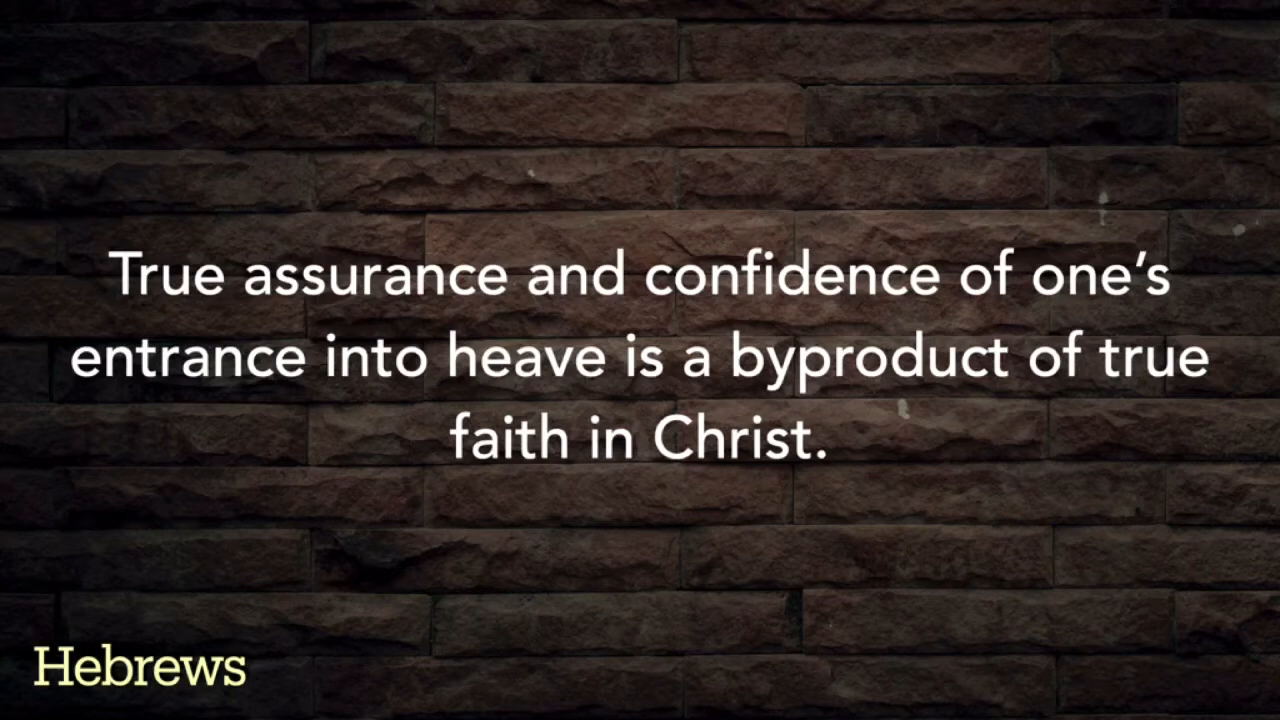 True assurance and confidence of one’s
entrance into heave is a byproduct of true
faith in Christ.
Hebrews